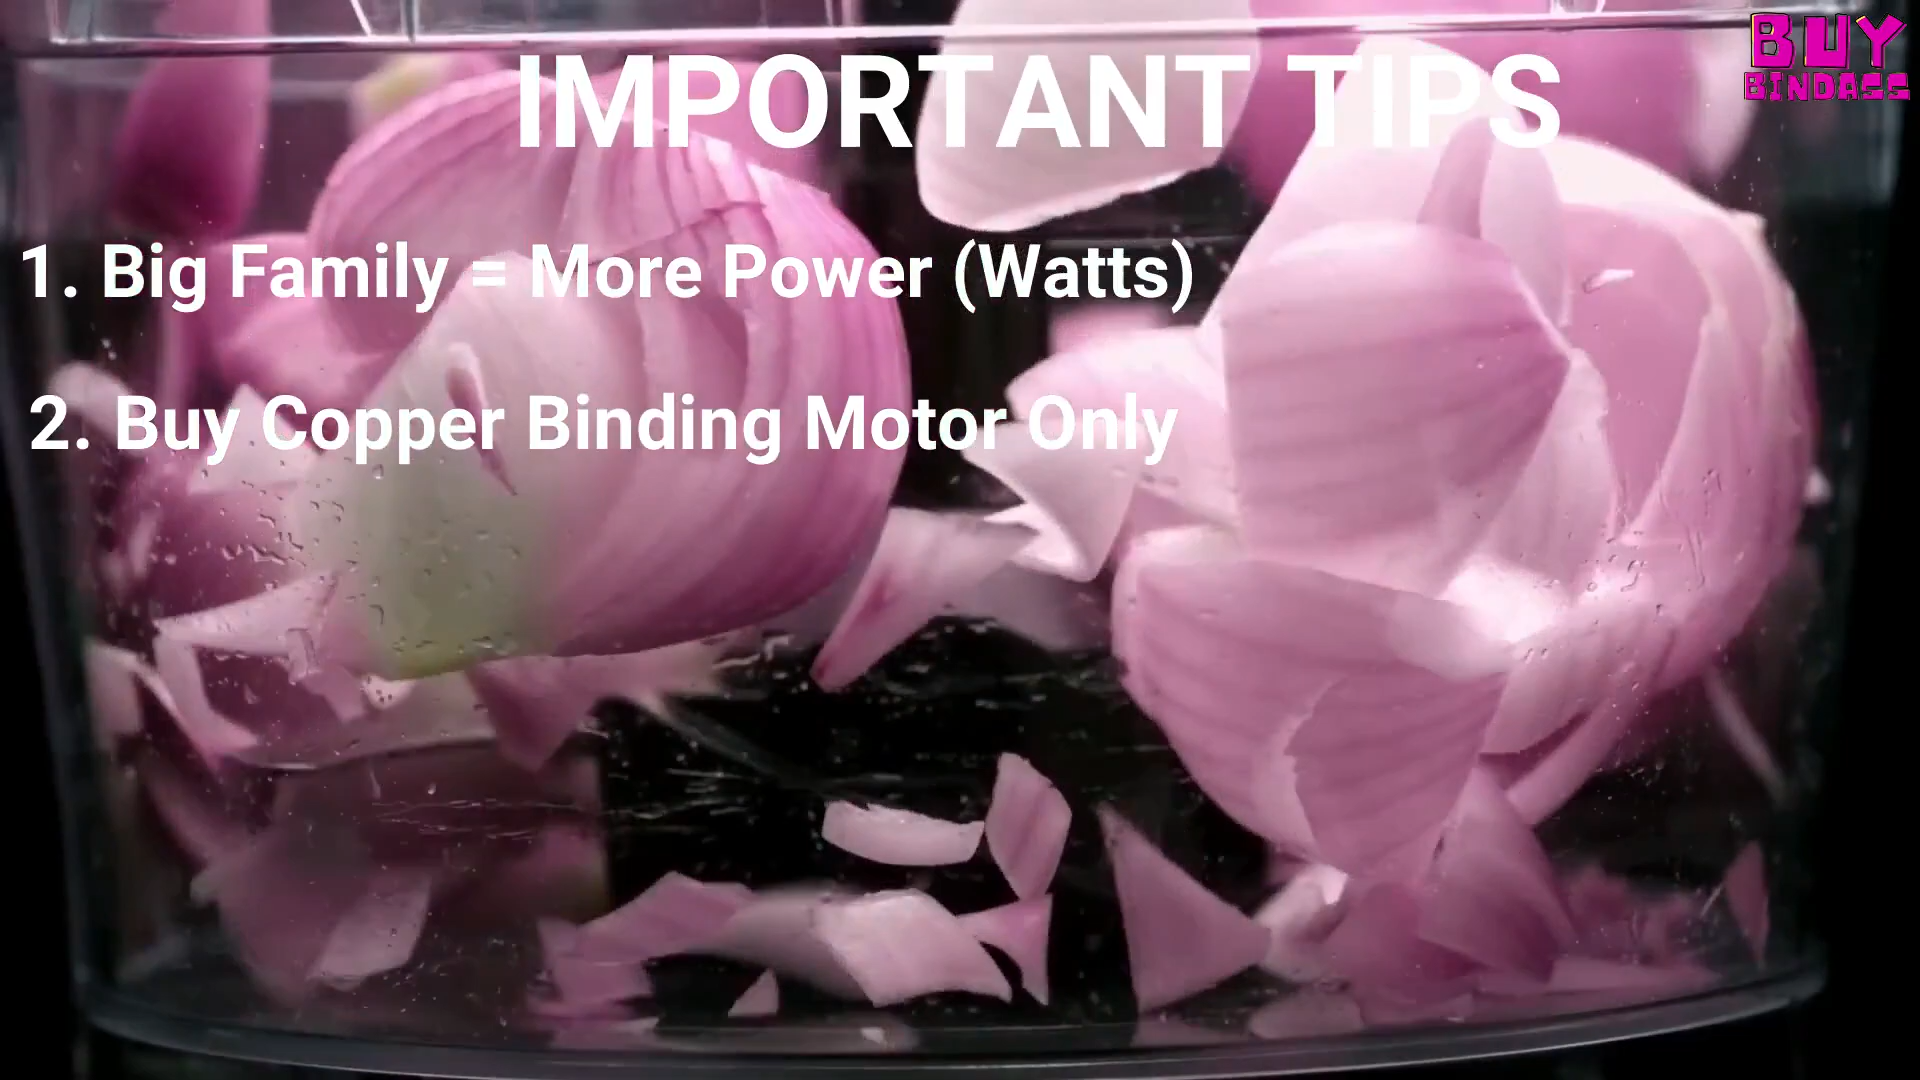 BUY
BINDASS
IMPORTANT TIPS
1. Big Family = More Power (Watts)
2. Buy Copper Binding Motor Only